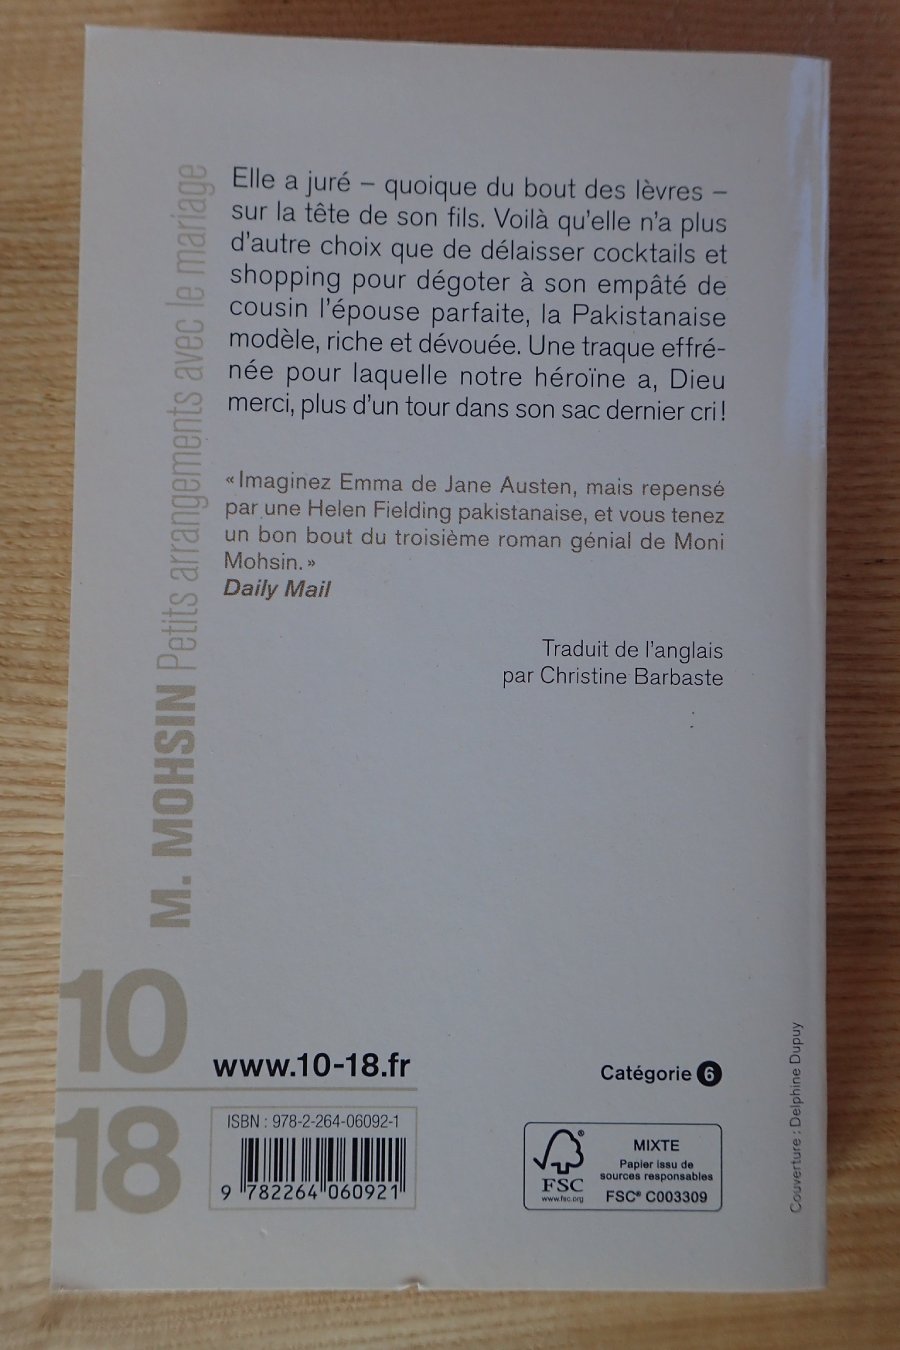 M. MOHSIN Petits arrangements avec le mariage
Elle a juré – quoique du bout des lèvres –
sur la tête de son fils. Voilà qu'elle n'a plus
d'autre choix que de délaisser cocktails et
shopping pour dégoter à son empâté de
cousin l'épouse parfaite, la Pakistanaise
modèle, riche et dévouée. Une traque effré-
née pour laquelle notre héroïne a, Dieu
merci, plus d'un tour dans son sac dernier cri !
« Imaginez Emma de Jane Austen, mais repensé
par une Helen Fielding pakistanaise, et vous tenez
un bon bout du troisième roman génial de Moni
Mohsin. »
Daily Mail
Traduit de l'anglais
par Christine Barbaste
10
18
www.10-18.fr
Catégorie 6
ISBN : 978-2-264-06092-1
9 782264 060921
FSC
www.fsc.org
MIXTE
Papier issu de
sources responsables
FSC® C003309
Couverture : Delphine Dupuy